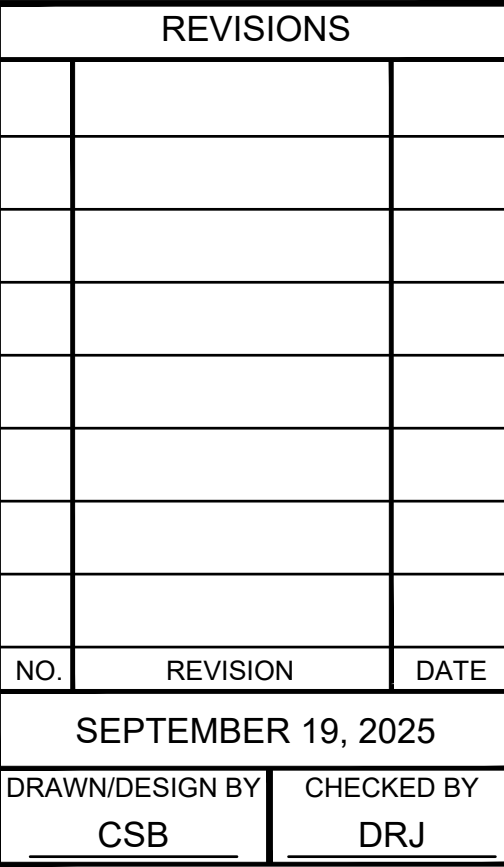 REVISIONS
NO. REVISION DATE
SEPTEMBER 19, 2025
DRAWN/DESIGN BY CHECKED BY
CSB DRJ